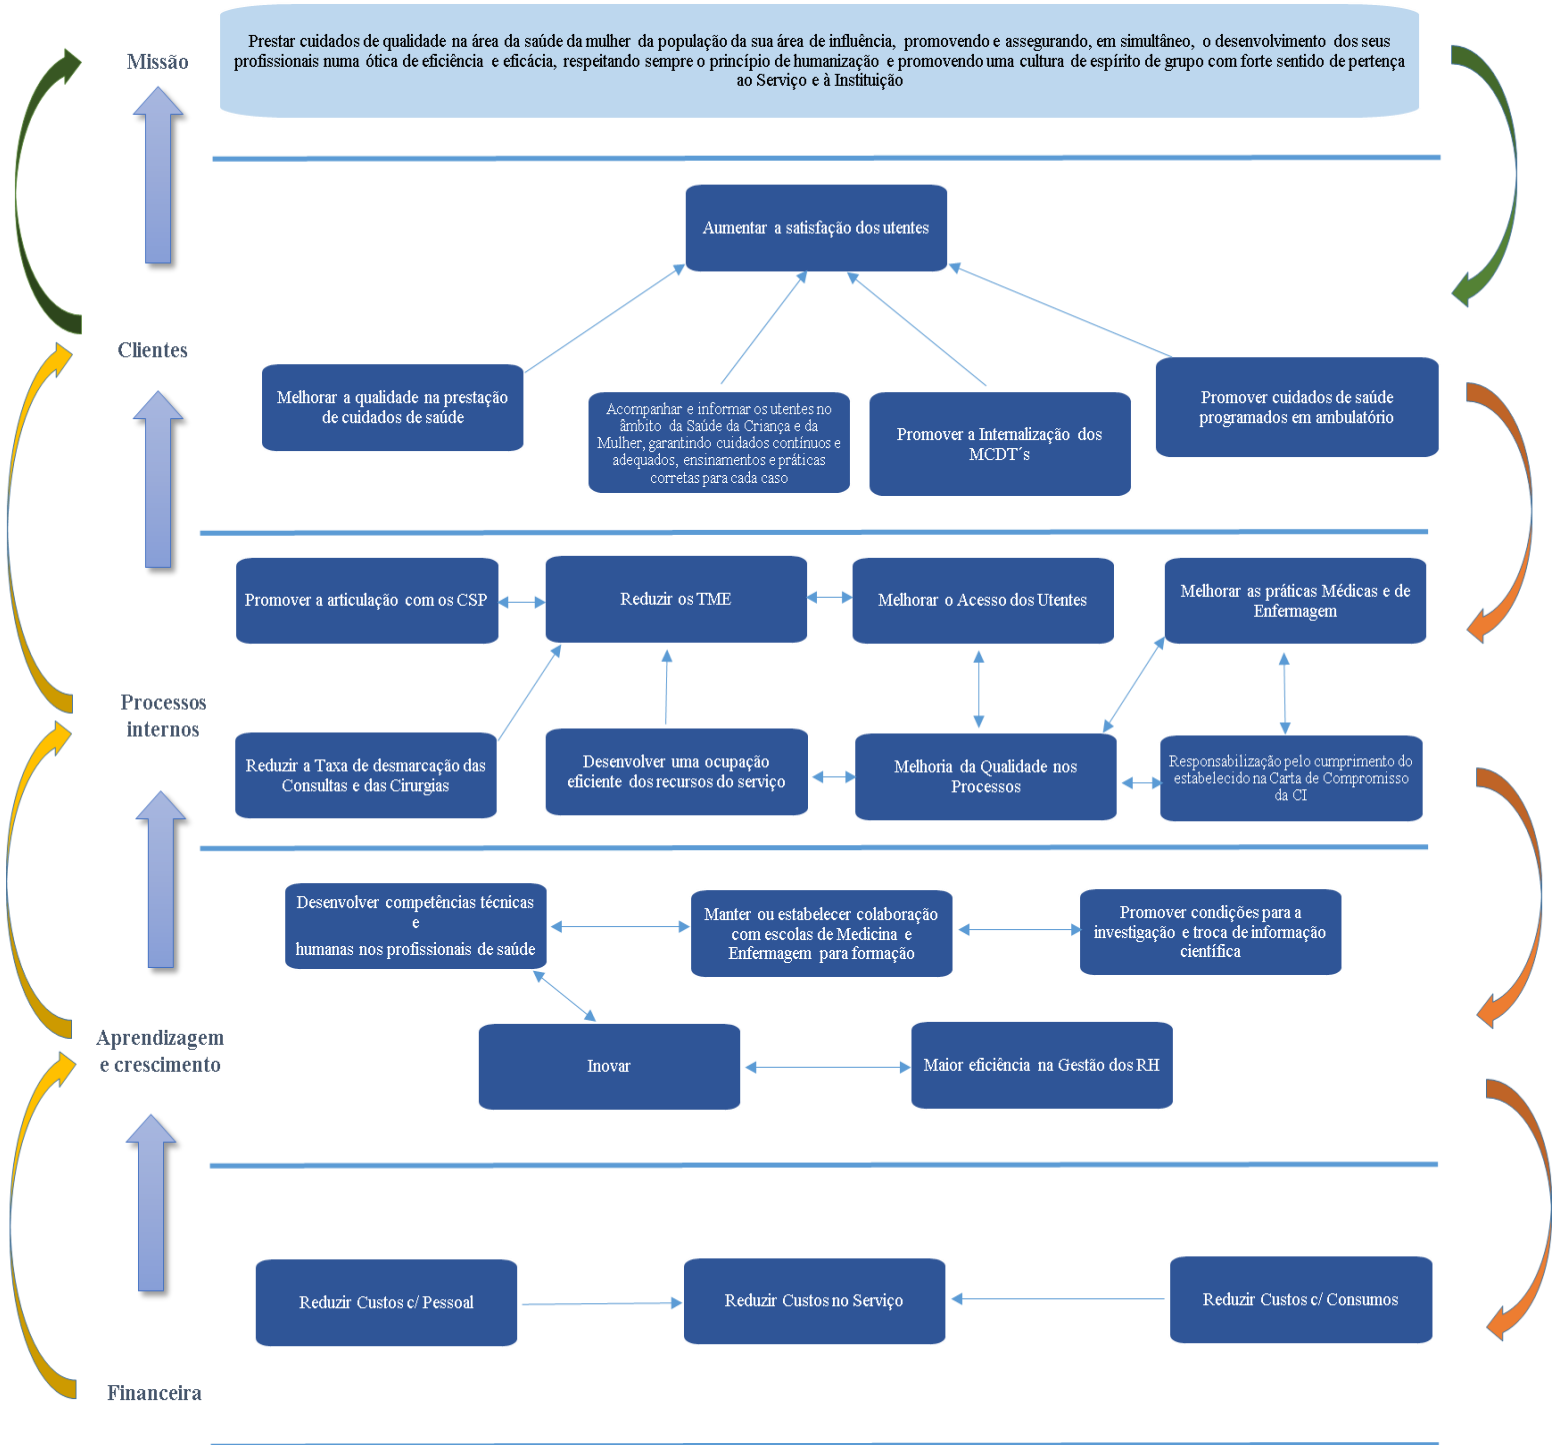 Missão
Prestar cuidados de qualidade na área da saúde da mulher da população da sua área de influência, promovendo e assegurando, em simultâneo, o desenvolvimento dos seus
profissionais numa ótica de eficiência e eficácia, respeitando sempre o princípio de humanização e promovendo uma cultura de espírito de grupo com forte sentido de pertença
ao Serviço e à Instituição
Aumentar a satisfação dos utentes
Clientes
Melhorar a qualidade na prestação
de cuidados de saúde
Acompanhar e informar os utentes no
âmbito da Saúde da Criança e da
Mulher, garantindo cuidados contínuos e
adequados, ensinamentos e práticas
corretas para cada caso
Promover a Internalização dos
MCDT´s
Promover cuidados de saúde
programados em ambulatório
Promover a articulação com os CSP
Reduzir os TME
Melhorar o Acesso dos Utentes
Melhorar as práticas Médicas e de
Enfermagem
Processos
internos
Reduzir a Taxa de desmarcação das
Consultas e das Cirurgias
Desenvolver uma ocupação
eficiente dos recursos do serviço
Melhoria da Qualidade nos
Processos
Responsabilização pelo cumprimento do
estabelecido na Carta de Compromisso
da CI
Desenvolver competências técnicas
e
humanas nos profissionais de saúde
Manter ou estabelecer colaboração
com escolas de Medicina e
Enfermagem para formação
Promover condições para a
investigação e troca de informação
científica
Aprendizagem
e crescimento
Inovar
Maior eficiência na Gestão dos RH
Reduzir Custos c/ Pessoal
Reduzir Custos no Serviço
Reduzir Custos c/ Consumos
Financeira